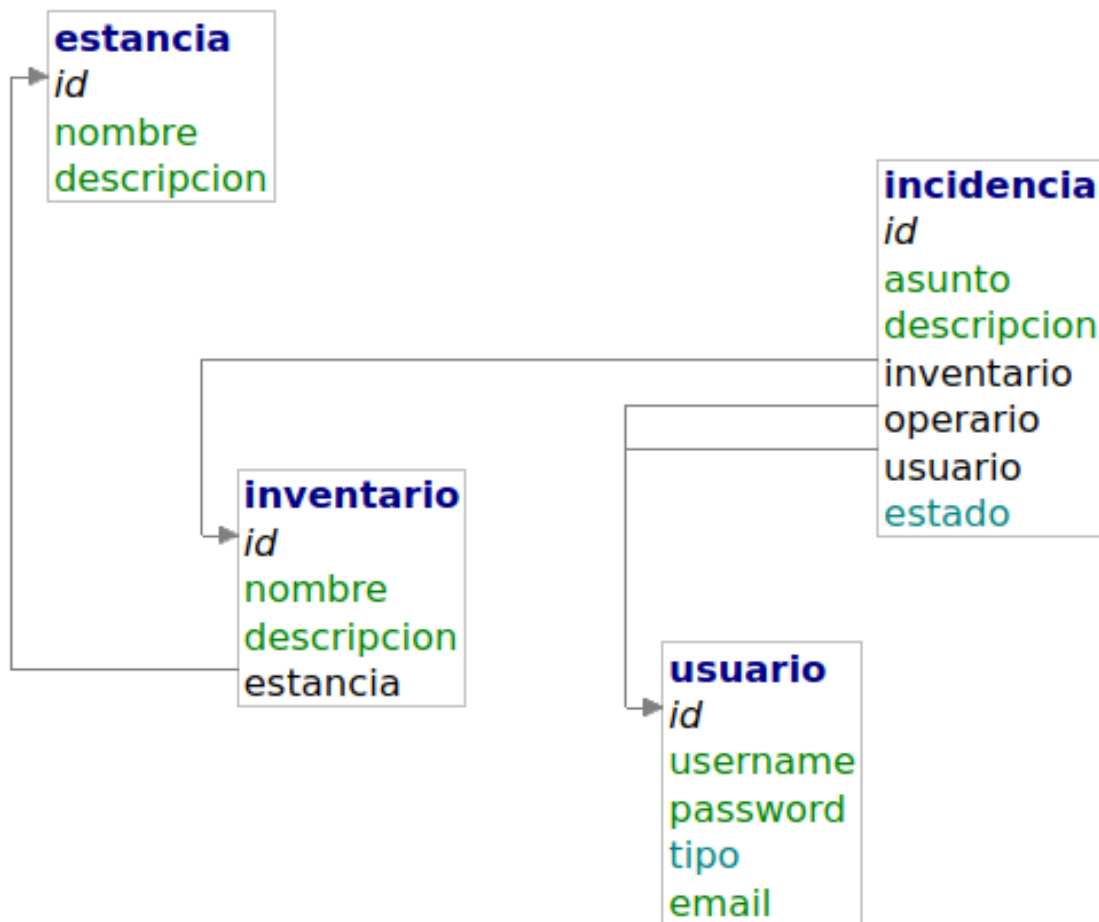 estancia
id
nombre
descripcion
incidencia
id
asunto
descripcion
inventario
operario
usuario
estado
inventario
id
nombre
descripcion
estancia
usuario
id
username
password
tipo
email